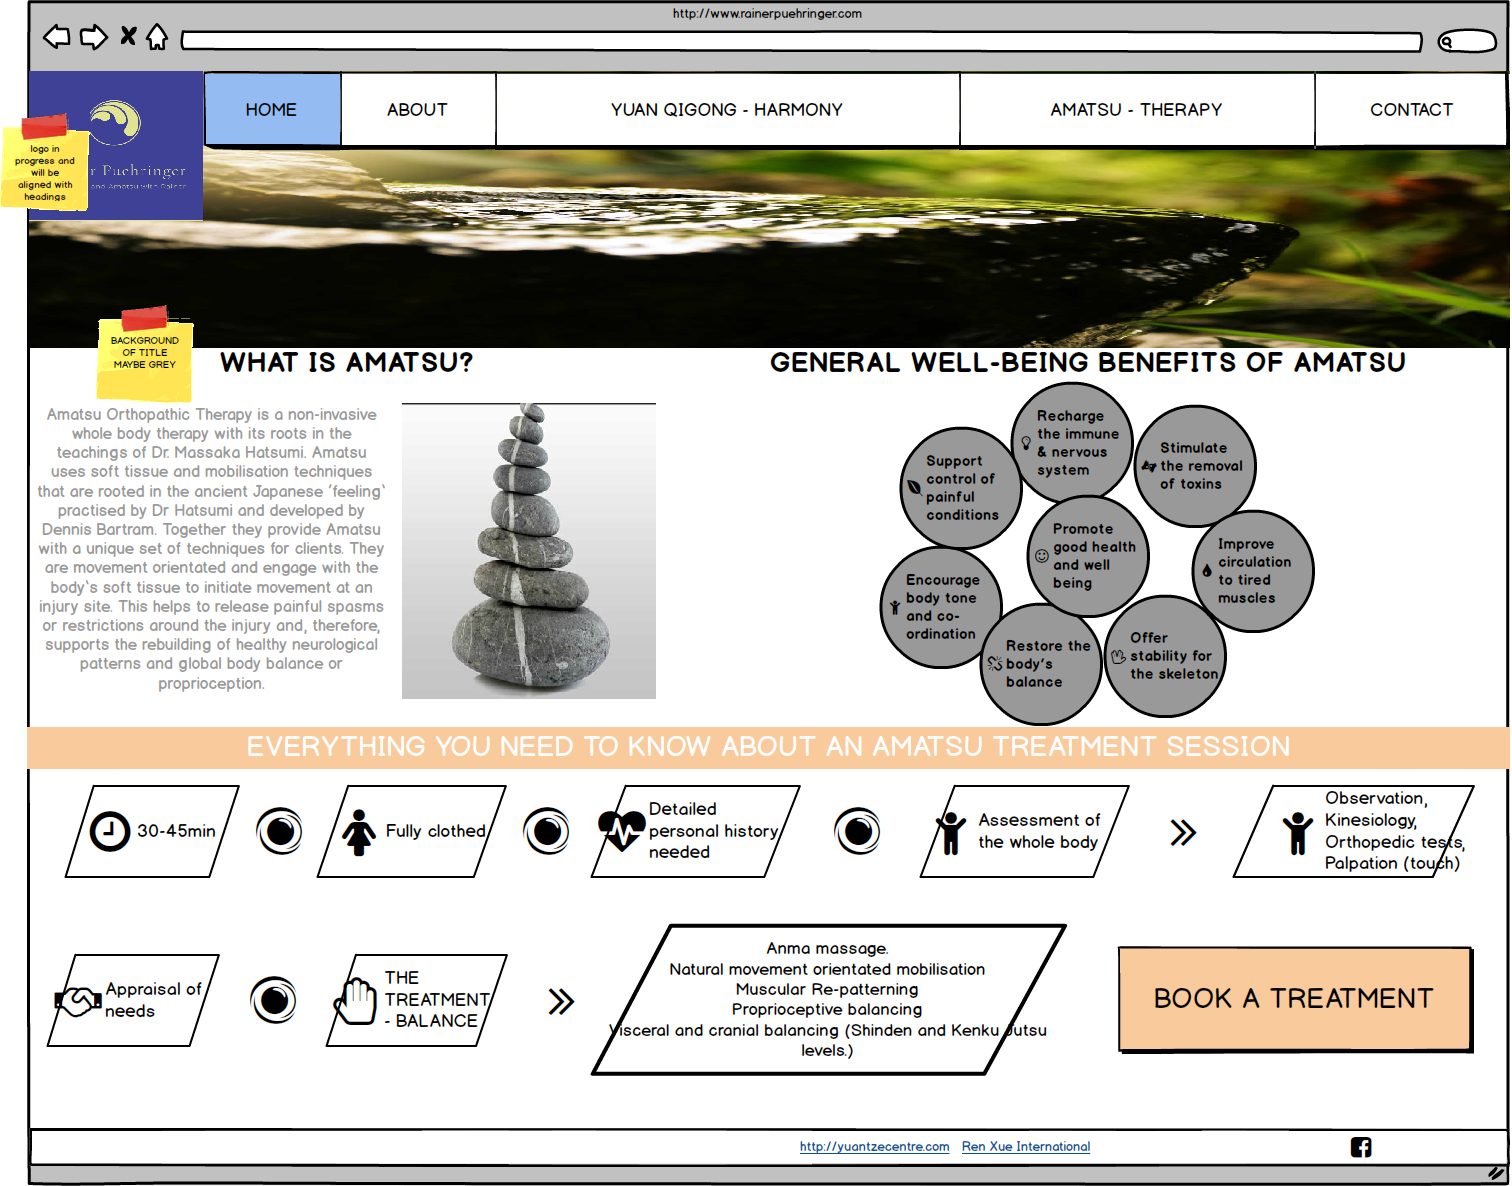 http://www.rainerpuehringer.com
HOME
ABOUT
YUAN QIGONG - HARMONY
AMATSU - THERAPY
CONTACT
logo in
progress and
will be
aligned with
headings
r Puehringer
and Amatsu with Rainer
BACKGROUND
OF TITLE
MAYBE GREY
WHAT IS AMATSU?
GENERAL WELL-BEING BENEFITS OF AMATSU
Amatsu Orthopathic Therapy is a non-invasive
whole body therapy with its roots in the
teachings of Dr. Massaka Hatsumi. Amatsu
uses soft tissue and mobilisation techniques
that are rooted in the ancient Japanese 'feeling'
practised by Dr Hatsumi and developed by
Dennis Bartram. Together they provide Amatsu
with a unique set of techniques for clients. They
are movement orientated and engage with the
body's soft tissue to initiate movement at an
injury site. This helps to release painful spasms
or restrictions around the injury and, therefore,
supports the rebuilding of healthy neurological
patterns and global body balance or
proprioception.
Recharge
the immune
& nervous
system
Stimulate
the removal
of toxins
Support
control of
painful
conditions
Promote
good health
and well
being
Improve
circulation
to tired
muscles
Encourage
body tone
and co-
ordination
Restore the
body's
balance
Offer
stability for
the skeleton
EVERYTHING YOU NEED TO KNOW ABOUT AN AMATSU TREATMENT SESSION
30-45min
Fully clothed
Detailed
personal history
needed
Assessment of
the whole body
Observation,
Kinesiology,
Orthopedic tests,
Palpation (touch)
Appraisal of
needs
THE
TREATMENT
- BALANCE
Anma massage.
Natural movement orientated mobilisation
Muscular Re-patterning
Proprioceptive balancing
Visceral and cranial balancing (Shinden and Kenku Jutsu
levels.)
BOOK A TREATMENT
http://yuantzecentre.com
Ren Xue International